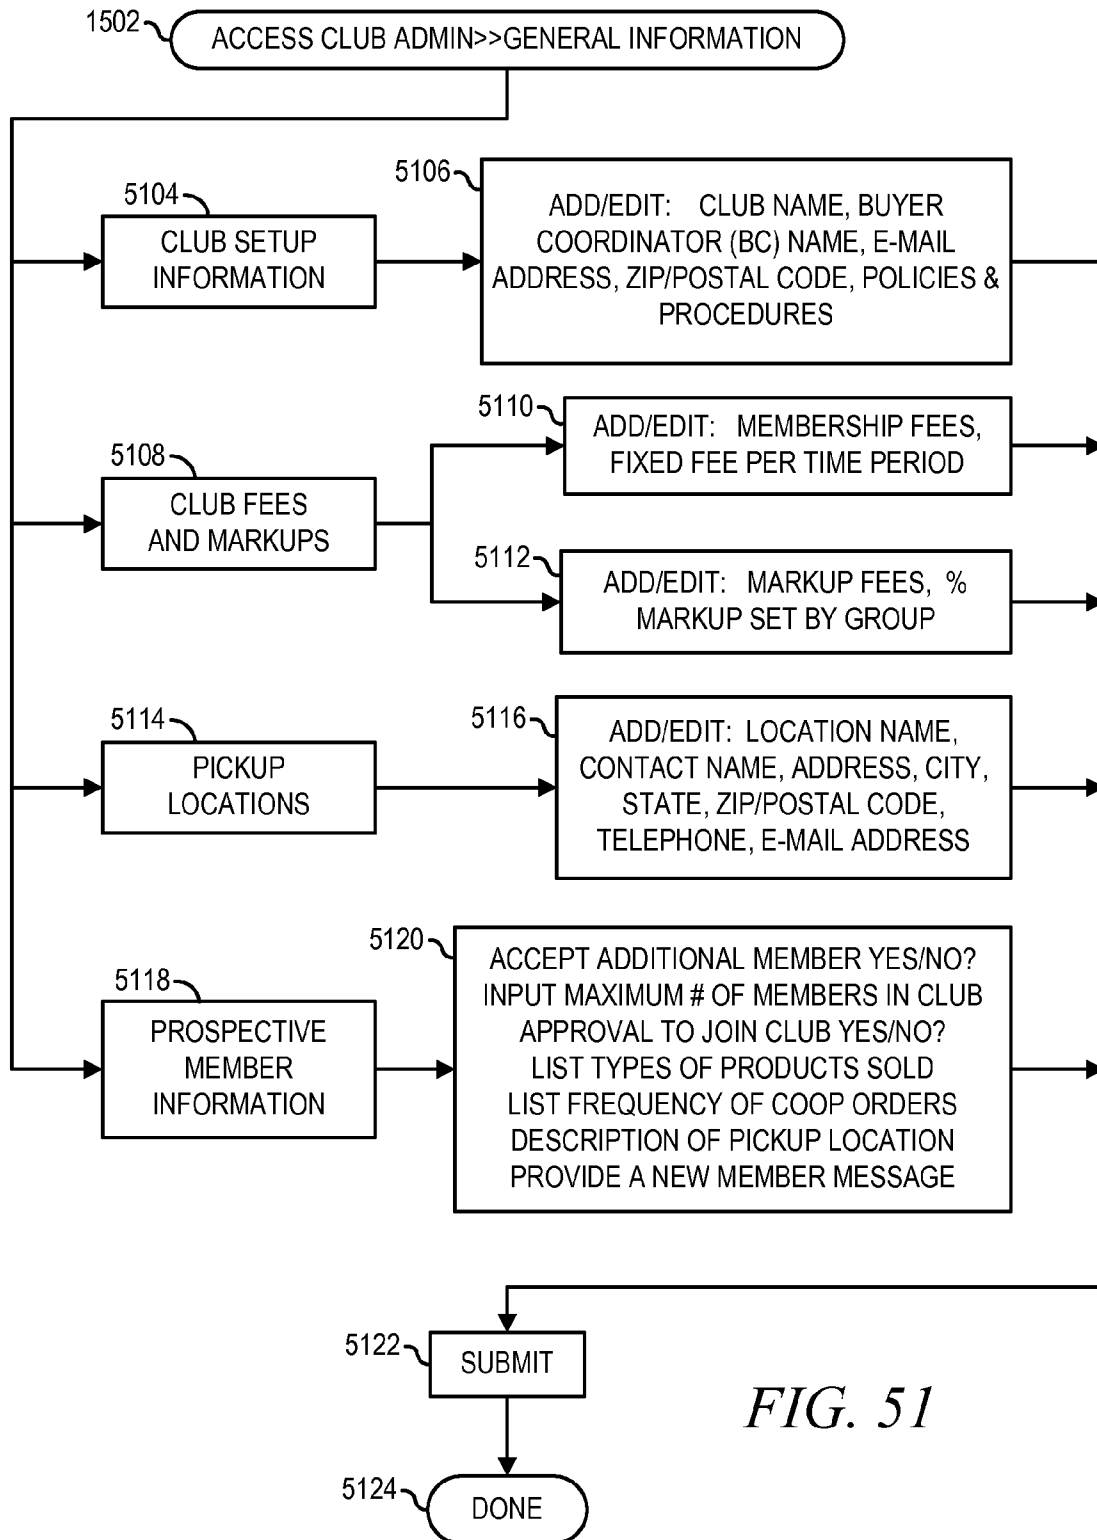 1502
ACCESS CLUB ADMIN>>GENERAL INFORMATION
5104
CLUB SETUP
INFORMATION
5106
ADD/EDIT: CLUB NAME, BUYER
COORDINATOR (BC) NAME, E-MAIL
ADDRESS, ZIP/POSTAL CODE, POLICIES &
PROCEDURES
5108
CLUB FEES
AND MARKUPS
5110
ADD/EDIT: MEMBERSHIP FEES,
FIXED FEE PER TIME PERIOD
5112
ADD/EDIT: MARKUP FEES, %
MARKUP SET BY GROUP
5114
PICKUP
LOCATIONS
5116
ADD/EDIT: LOCATION NAME,
CONTACT NAME, ADDRESS, CITY,
STATE, ZIP/POSTAL CODE,
TELEPHONE, E-MAIL ADDRESS
5118
PROSPECTIVE
MEMBER
INFORMATION
5120
ACCEPT ADDITIONAL MEMBER YES/NO?
INPUT MAXIMUM # OF MEMBERS IN CLUB
APPROVAL TO JOIN CLUB YES/NO?
LIST TYPES OF PRODUCTS SOLD
LIST FREQUENCY OF COOP ORDERS
DESCRIPTION OF PICKUP LOCATION
PROVIDE A NEW MEMBER MESSAGE
5122
SUBMIT
5124
DONE
FIG. 51